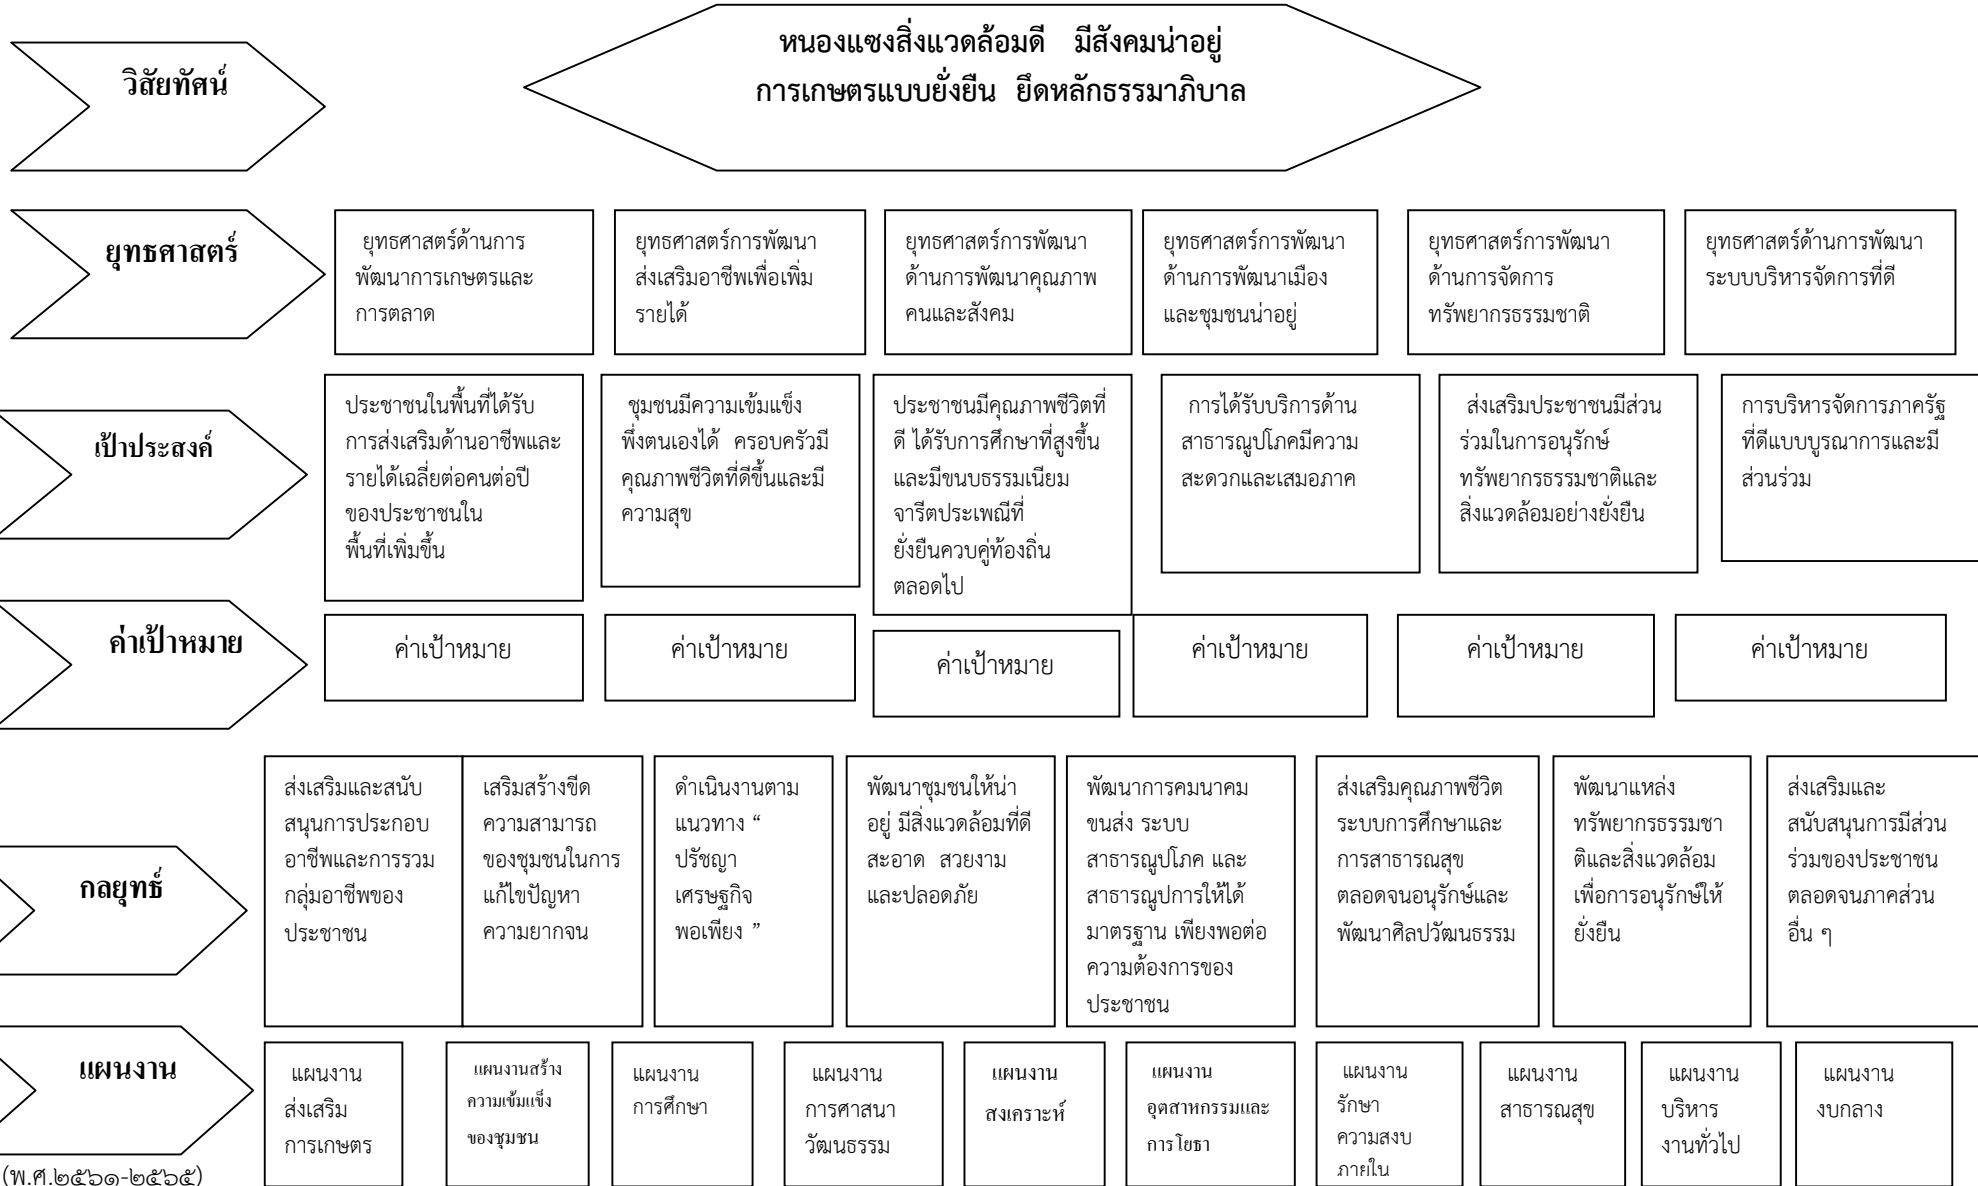 วิสัยทัศน์
หนองแซงสิ่งแวดล้อมดี มีสังคมน่าอยู่
การเกษตรแบบยั่งยืน ยึดหลักธรรมาภิบาล
ยุทธศาสตร์
ยุทธศาสตร์ด้านการ
พัฒนาการเกษตรและ
การตลาด
ยุทธศาสตร์การพัฒนา
ส่งเสริมอาชีพเพื่อเพิ่ม
รายได้
ยุทธศาสตร์การพัฒนา
ด้านการพัฒนาคุณภาพ
คนและสังคม
ยุทธศาสตร์การพัฒนา
ด้านการพัฒนาเมือง
และชุมชนน่าอยู่
ยุทธศาสตร์การพัฒนา
ด้านการจัดการ
ทรัพยากรธรรมชาติ
ยุทธศาสตร์ด้านการพัฒนา
ระบบบริหารจัดการที่ดี
เป้าประสงค์
ประชาชนในพื้นที่ได้รับ
การส่งเสริมด้านอาชีพและ
รายได้เฉลี่ยต่อคนต่อปี
ของประชาชนใน
พื้นที่เพิ่มขึ้น
ชุมชนมีความเข้มแข็ง
พึ่งตนเองได้ ครอบครัวมี
คุณภาพชีวิตที่ดีขึ้นและมี
ความสุข
ประชาชนมีคุณภาพชีวิตที่
ดี ได้รับการศึกษาที่สูงขึ้น
และมีขนบธรรมเนียม
จารีตประเพณีที่
ยั่งยืนควบคู่ท้องถิ่น
ตลอดไป
การได้รับบริการด้าน
สาธารณูปโภคมีความ
สะดวกและเสมอภาค
ส่งเสริมประชาชนมีส่วน
ร่วมในการอนุรักษ์
ทรัพยากรธรรมชาติและ
สิ่งแวดล้อมอย่างยั่งยืน
การบริหารจัดการภาครัฐ
ที่ดีแบบบูรณาการและมี
ส่วนร่วม
ค่าเป้าหมาย
ค่าเป้าหมาย
ค่าเป้าหมาย
ค่าเป้าหมาย
ค่าเป้าหมาย
ค่าเป้าหมาย
ค่าเป้าหมาย
กลยุทธ์
ส่งเสริมและสนับ
สนุนการประกอบ
อาชีพและการรวม
กลุ่มอาชีพของ
ประชาชน
เสริมสร้างขีด
ความสามารถ
ของชุมชนในการ
แก้ไขปัญหา
ความยากจน
ดำเนินงานตาม
แนวทาง “
ปรัชญา
เศรษฐกิจ
พอเพียง ”
พัฒนาชุมชนให้น่า
อยู่ มีสิ่งแวดล้อมที่ดี
สะอาด สวยงาม
และปลอดภัย
พัฒนาการคมนาคม
ขนส่ง ระบบ
สาธารณูปโภค และ
สาธารณูปการให้ได้
มาตรฐาน เพียงพอต่อ
ความต้องการของ
ประชาชน
ส่งเสริมคุณภาพชีวิต
ระบบการศึกษาและ
การสาธารณสุข
ตลอดจนอนุรักษ์และ
พัฒนาศิลปวัฒนธรรม
พัฒนาแหล่ง
ทรัพยากรธรรมชา
ติและสิ่งแวดล้อม
เพื่อการอนุรักษ์ให้
ยั่งยืน
ส่งเสริมและ
สนับสนุนการมีส่วน
ร่วมของประชาชน
ตลอดจนภาคส่วน
อื่น ๆ
แผนงาน
แผนงาน
ส่งเสริม
การเกษตร
แผนงานสร้าง
ความเข้มแข็ง
ของชุมชน
แผนงาน
การศึกษา
แผนงาน
การศาสนา
วัฒนธรรม
แผนงาน
สงเคราะห์
แผนงาน
อุตสาหกรรมและ
การโยธา
แผนงาน
รักษา
ความสงบ
ภายใน
แผนงาน
สาธารณสุข
แผนงาน
บริหาร
งานทั่วไป
แผนงาน
งบกลาง
(พ.ศ.๒๕๖๑-๒๕๖๕)